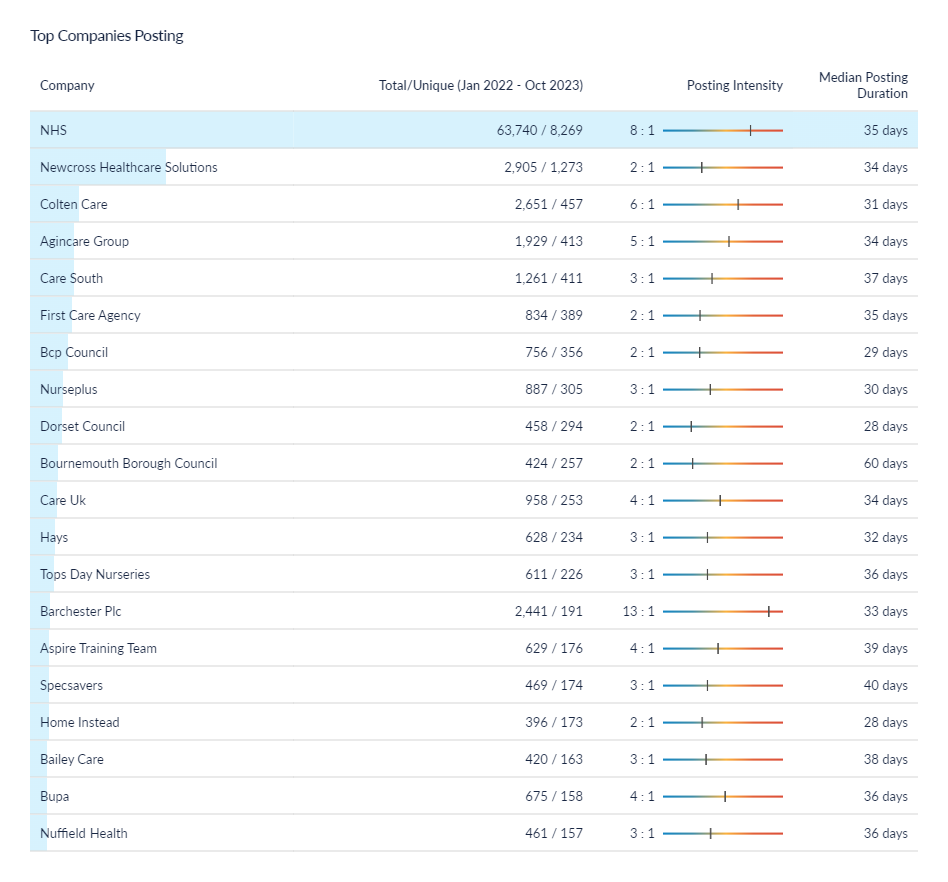 Top Companies Posting
Company Total/Unique (Jan 2022 - Oct 2023) Posting Intensity Median Posting Duration
NHS 63,740 / 8,269 8 : 1 35 days
Newcross Healthcare Solutions 2,905 / 1,273 2 : 1 34 days
Colten Care 2,651 / 457 6 : 1 31 days
Agincare Group 1,929 / 413 5 : 1 34 days
Care South 1,261 / 411 3 : 1 37 days
First Care Agency 834 / 389 2 : 1 35 days
Bcp Council 756 / 356 2 : 1 29 days
Nurseplus 887 / 305 3 : 1 30 days
Dorset Council 458 / 294 2 : 1 28 days
Bournemouth Borough Council 424 / 257 2 : 1 60 days
Care Uk 958 / 253 4 : 1 34 days
Hays 628 / 234 3 : 1 32 days
Tops Day Nurseries 611 / 226 3 : 1 36 days
Barchester Plc 2,441 / 191 13 : 1 33 days
Aspire Training Team 629 / 176 4 : 1 39 days
Specsavers 469 / 174 3 : 1 40 days
Home Instead 396 / 173 2 : 1 28 days
Bailey Care 420 / 163 3 : 1 38 days
Bupa 675 / 158 4 : 1 36 days
Nuffield Health 461 / 157 3 : 1 36 days